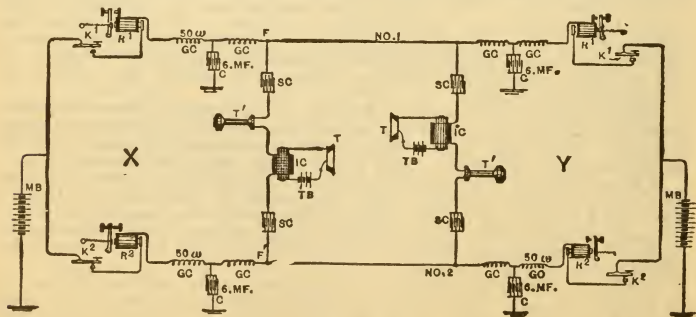 K¹ R¹ 50 ω GC GC F NO.1 GC GC R¹ K¹
C 6.MF. SC SC C 6.MF.
T' T IC
X IC T TB T' Y
MB TB MB
SC SC
K² R² 50 ω GC GC F' NO.2 GC 50 ω GO R² K²
C 6.MF. C 6.MF.